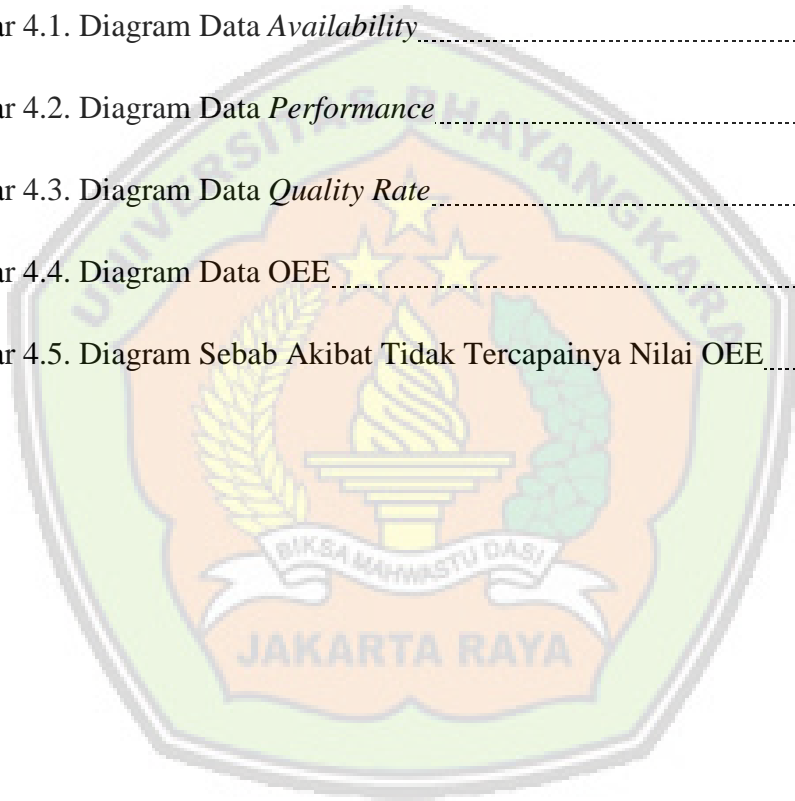 ar 4.1. Diagram Data Availability
ar 4.2. Diagram Data Performance
ar 4.3. Diagram Data Quality Rate
ar 4.4. Diagram Data OEE
ar 4.5. Diagram Sebab Akibat Tidak Tercapainya Nilai OEE
UNIVERSITAS BHAYANGKARA
BIKSA MAHWASTU DASI
JAKARTA RAYA